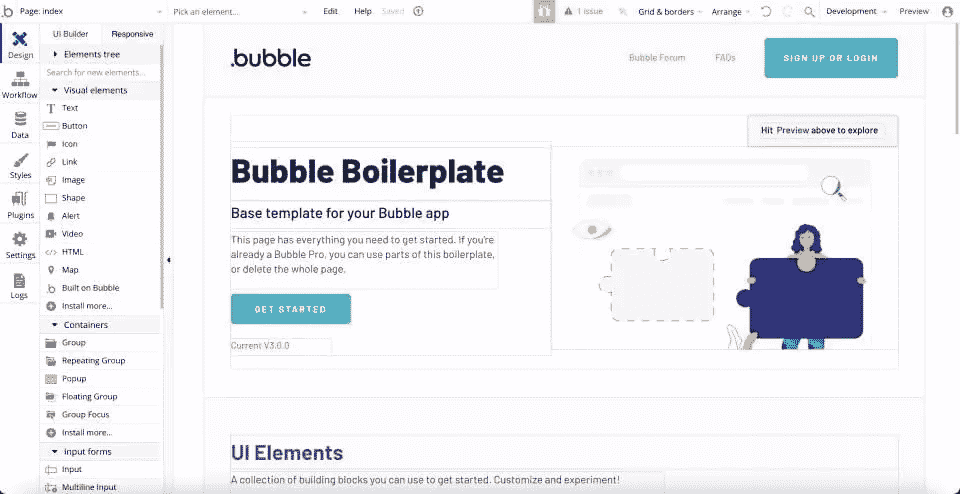 Page: index
Pick an element...
Edit
Help
Saved
1 issue
Grid & borders
Arrange
Development
Preview
Design
Workflow
Data
Styles
Plugins
Settings
Logs
UI Builder
Responsive
Elements tree
Search for new elements...
Visual elements
Text
Button
Icon
Link
Image
Shape
Alert
Video
HTML
Map
Built on Bubble
Install more...
Containers
Group
Repeating Group
Popup
Floating Group
Group Focus
Install more...
Input forms
Input
Multiline Input
.bubble
Bubble Forum
FAQs
SIGN UP OR LOGIN
Hit Preview above to explore
Bubble Boilerplate
Base template for your Bubble app
This page has everything you need to get started. If you're
already a Bubble Pro, you can use parts of this boilerplate,
or delete the whole page.
GET STARTED
Current V3.0.0
UI Elements
A collection of building blocks you can use to get started. Customize and experiment!